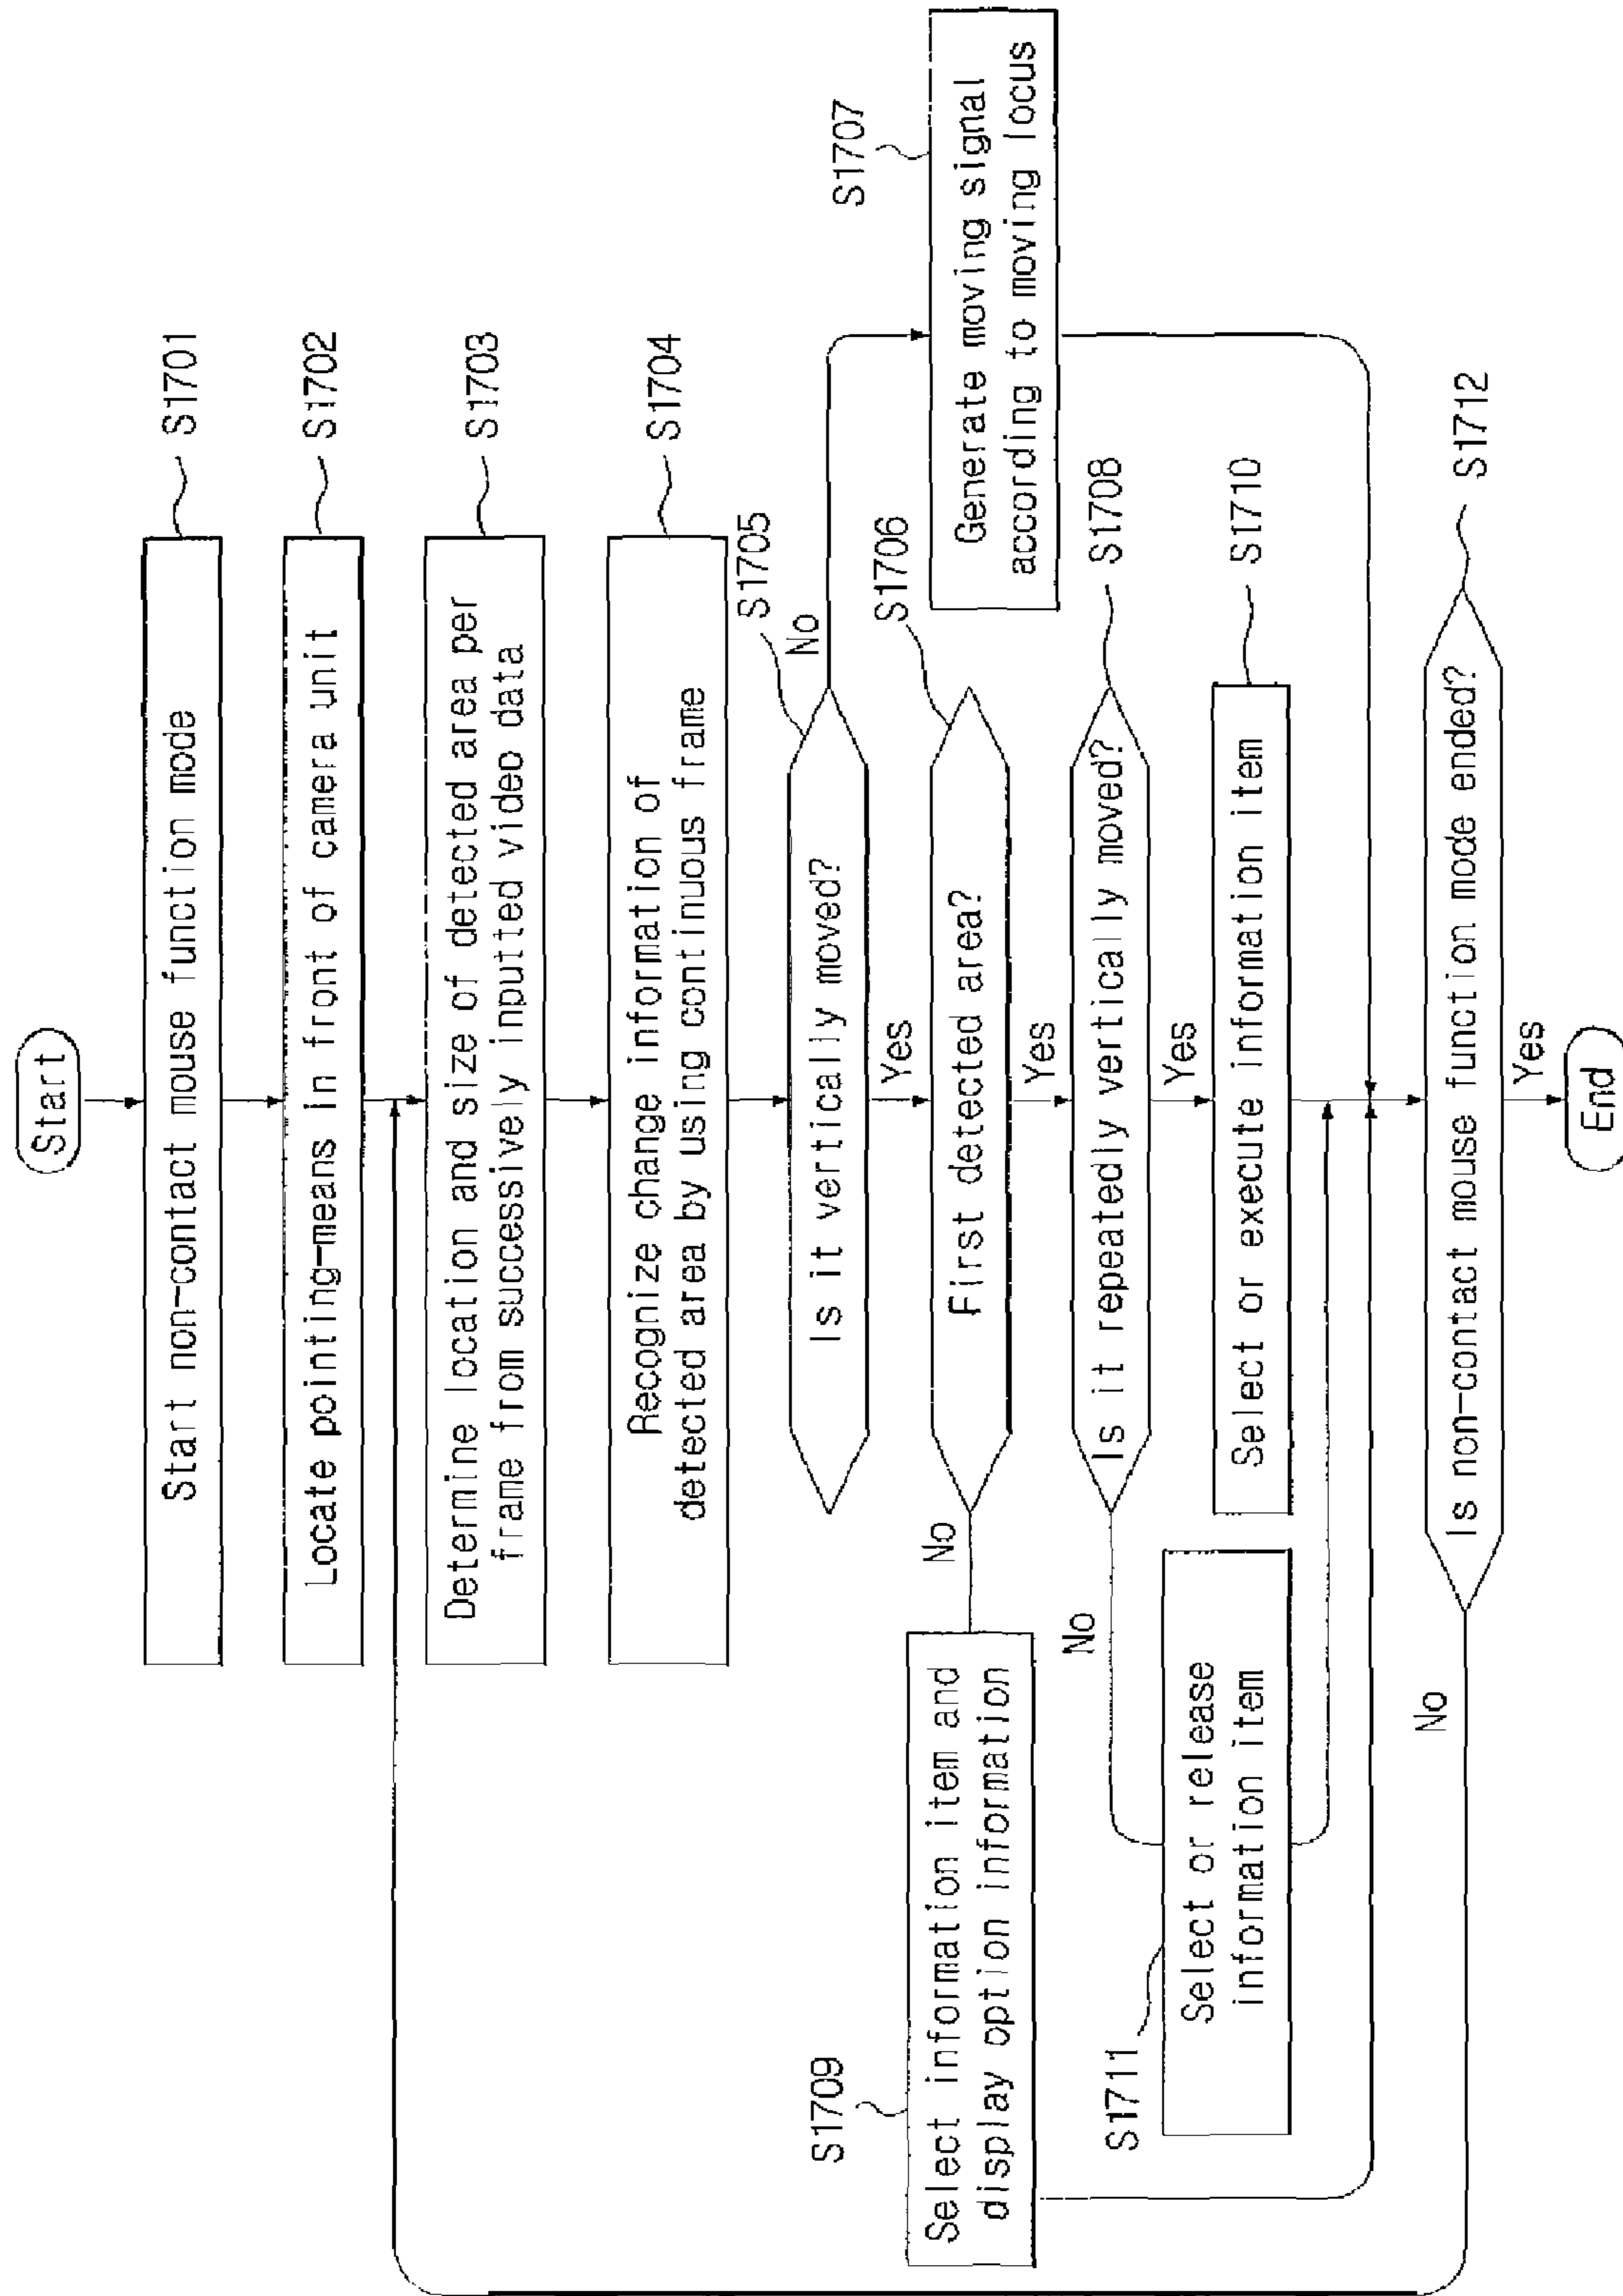 Start
Start non-contact mouse function mode
S1701
Locate pointing-means in front of camera unit
S1702
Determine location and size of detected area per
frame from successively inputed video data
S1703
Recognize change information of
detected area by using continuous frame
S1704
Is it vertically moved?
S1705
No
Yes
Generate moving signal
according to moving locus
S1707
First detected area?
S1706
No
Yes
Select information item and
display option information
S1709
Is it repeatedly vertically moved?
S1708
No
Yes
Select or execute information item
S1710
Select or release
information item
S1711
Is non-contact mouse function mode ended?
S1712
No
Yes
End